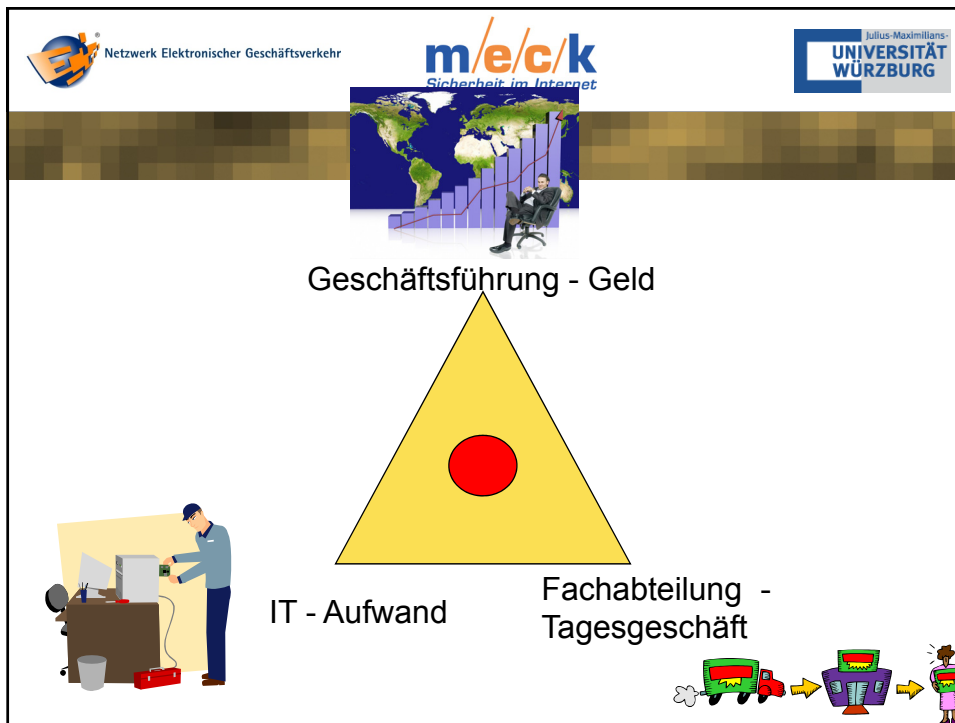 Netzwerk Elektronischer Geschäftsverkehr
m/e/c/k
Sicherheit im Internet
Julius-Maximilians-
UNIVERSITÄT
WÜRZBURG
Geschäftsführung - Geld
IT - Aufwand
Fachabteilung -
Tagesgeschäft